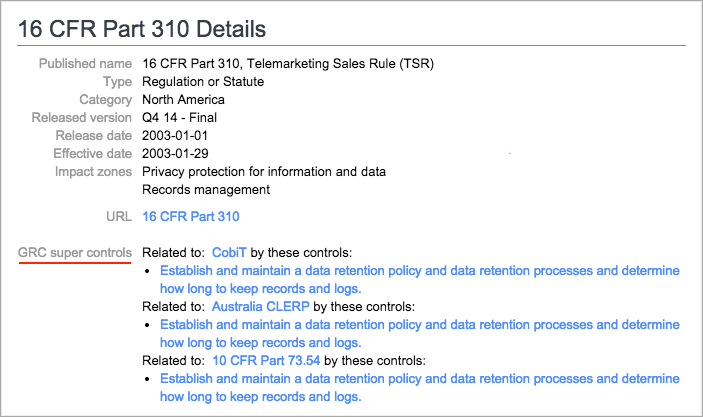 16 CFR Part 310 Details
Published name 16 CFR Part 310, Telemarketing Sales Rule (TSR)
Type Regulation or Statute
Category North America
Released version Q4 14 - Final
Release date 2003-01-01
Effective date 2003-01-29
Impact zones Privacy protection for information and data
Records management
URL 16 CFR Part 310
GRC super controls Related to: CobiT by these controls:
• Establish and maintain a data retention policy and data retention processes and determine
how long to keep records and logs.
Related to: Australia CLERP by these controls:
• Establish and maintain a data retention policy and data retention processes and determine
how long to keep records and logs.
Related to: 10 CFR Part 73.54 by these controls:
• Establish and maintain a data retention policy and data retention processes and determine
how long to keep records and logs.